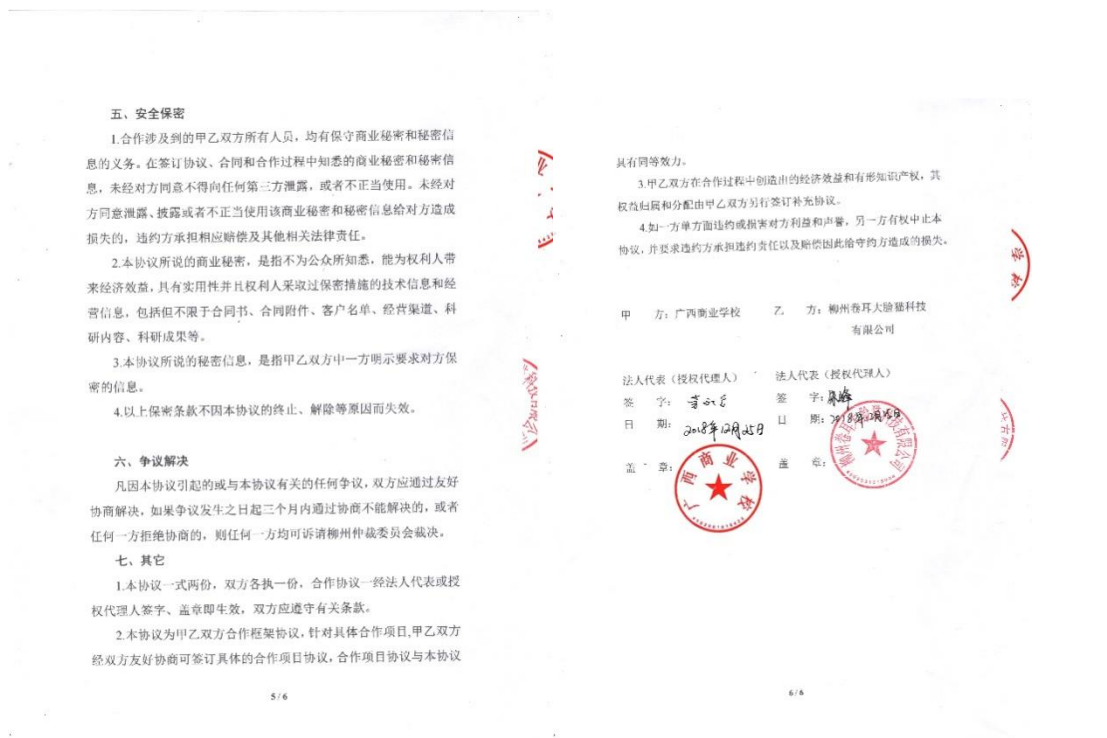 五、安全保密
1.合作涉及到的甲乙双方所有人员，均有保守商业秘密和秘密信
息的义务。在签订协议、合同和合作过程中知悉的商业秘密和秘密信
息，未经对方同意不得向任何第三方泄露，或者不正当使用。未经对
方同意泄露、披露或者不正当使用该商业秘密和秘密信息给对方造成
损失的，违约方承担相应赔偿及其他相关法律责任。
2.本协议所说的商业秘密，是指不为公众所知悉，能为权利人带
来经济效益，具有实用性并且权利人采取过保密措施的技术信息和经
营信息，包括但不限于合同书、合同附件、客户名单、经营渠道、科
研内容、科研成果等。
3.本协议所说的秘密信息，是指甲乙双方中一方明示要求对方保
密的信息。
4.以上保密条款不因本协议的终止、解除等原因而失效。
六、争议解决
凡因本协议引起的或与本协议有关的任何争议，双方应通过友好
协商解决，如果争议发生之日起三个月内通过协商不能解决的，或者
任何一方拒绝协商的，则任何一方均可诉请柳州仲裁委员会裁决。
七、其它
1.本协议一式两份，双方各执一份，合作协议一经法人代表或授
权代理人签字、盖章即生效，双方应遵守有关条款。
2.本协议为甲乙双方合作框架协议，针对具体合作项目,甲乙双方
经双方友好协商可签订具体的合作项目协议，合作项目协议与本协议
5/6
具有同等效力。
3.甲乙双方在合作过程中创造出的经济效益和有形知识产权，其
权益归属和分配由甲乙双方另行签订补充协议。
4.如一方单方面违约或损害对方利益和声誉，另一方有权中止本
协议，并要求违约方承担违约责任以及赔偿因此给守约方造成的损失。
甲 方：广西商业学校
乙 方：柳州卷耳大脸猫科技
有限公司
法人代表（授权代理人）
签 字：
日 期：2018年12月25日
盖 章：
广西商业学校
法人代表（授权代理人）
签 字：
日 期：2018年12月25日
盖 章：
柳州卷耳大脸猫科技有限公司
学校
6/6